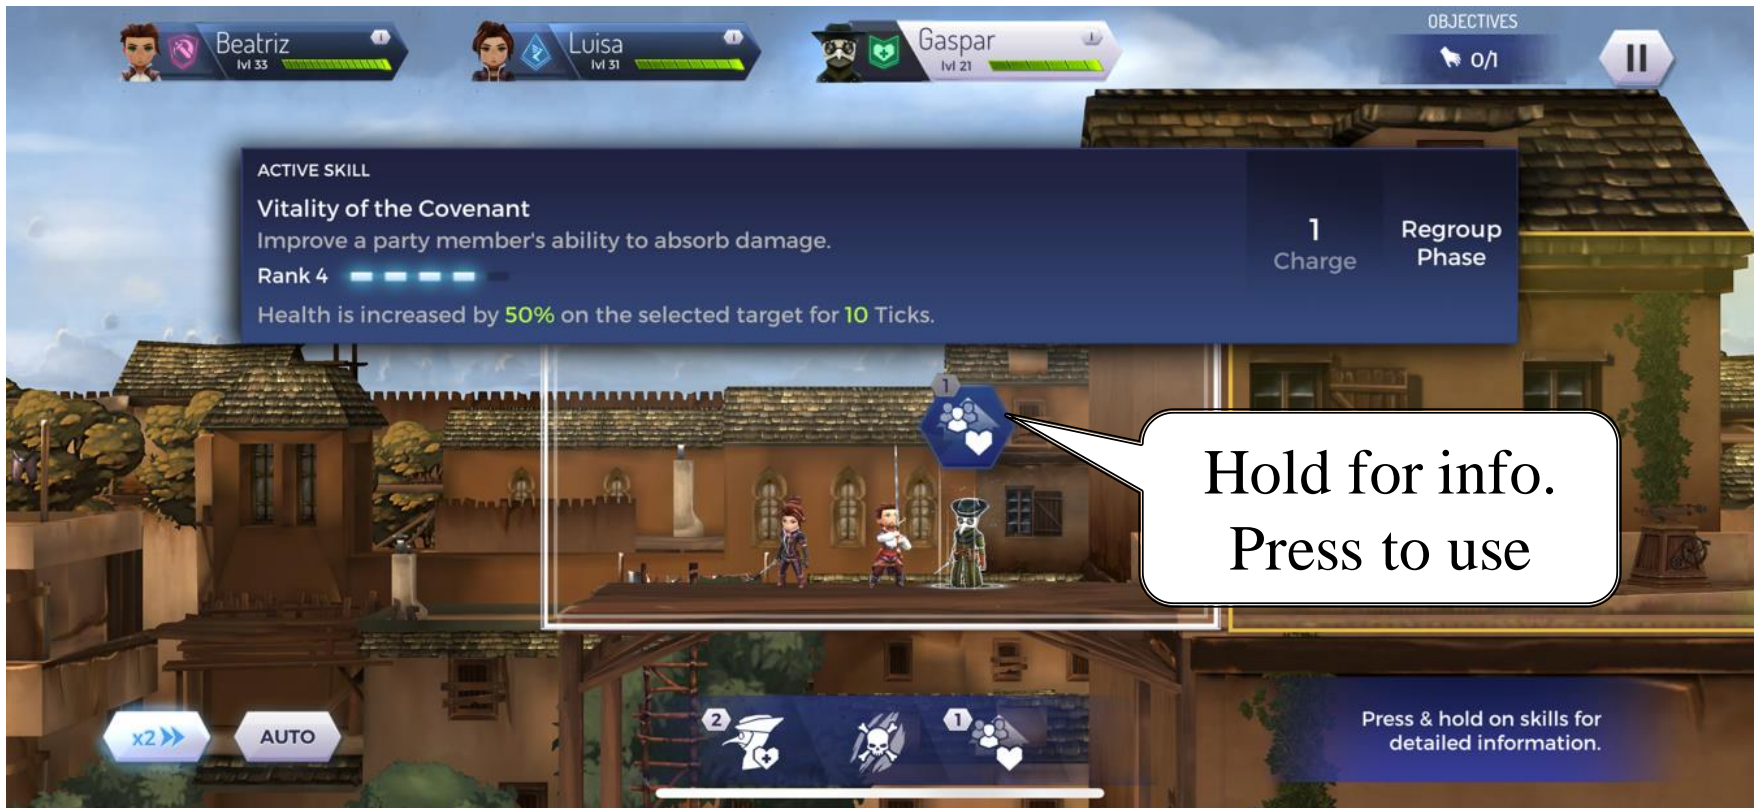 Beatriz
lvl 33
I
Luisa
lvl 31
I
Gaspar
lvl 21
I
OBJECTIVES
0/1
ACTIVE SKILL
Vitality of the Covenant
Improve a party member's ability to absorb damage.
Rank 4
Health is increased by 50% on the selected target for 10 Ticks.
1
Charge
Regroup
Phase
1
Hold for info.
Press to use
x2
AUTO
2
1
Press & hold on skills for
detailed information.